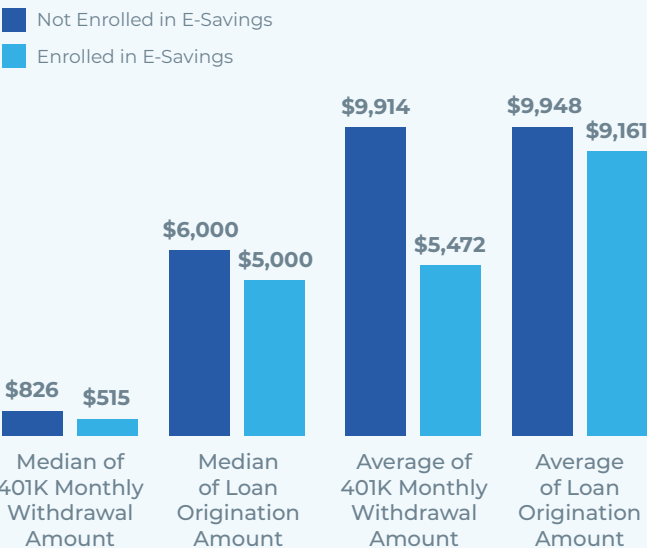 Not Enrolled in E-Savings
Enrolled in E-Savings
$826
$515
$6,000
$5,000
$9,914
$5,472
$9,948
$9,161
Median of
401K Monthly
Withdrawal
Amount
Median
of Loan
Origination
Amount
Average of
401K Monthly
Withdrawal
Amount
Average
of Loan
Origination
Amount